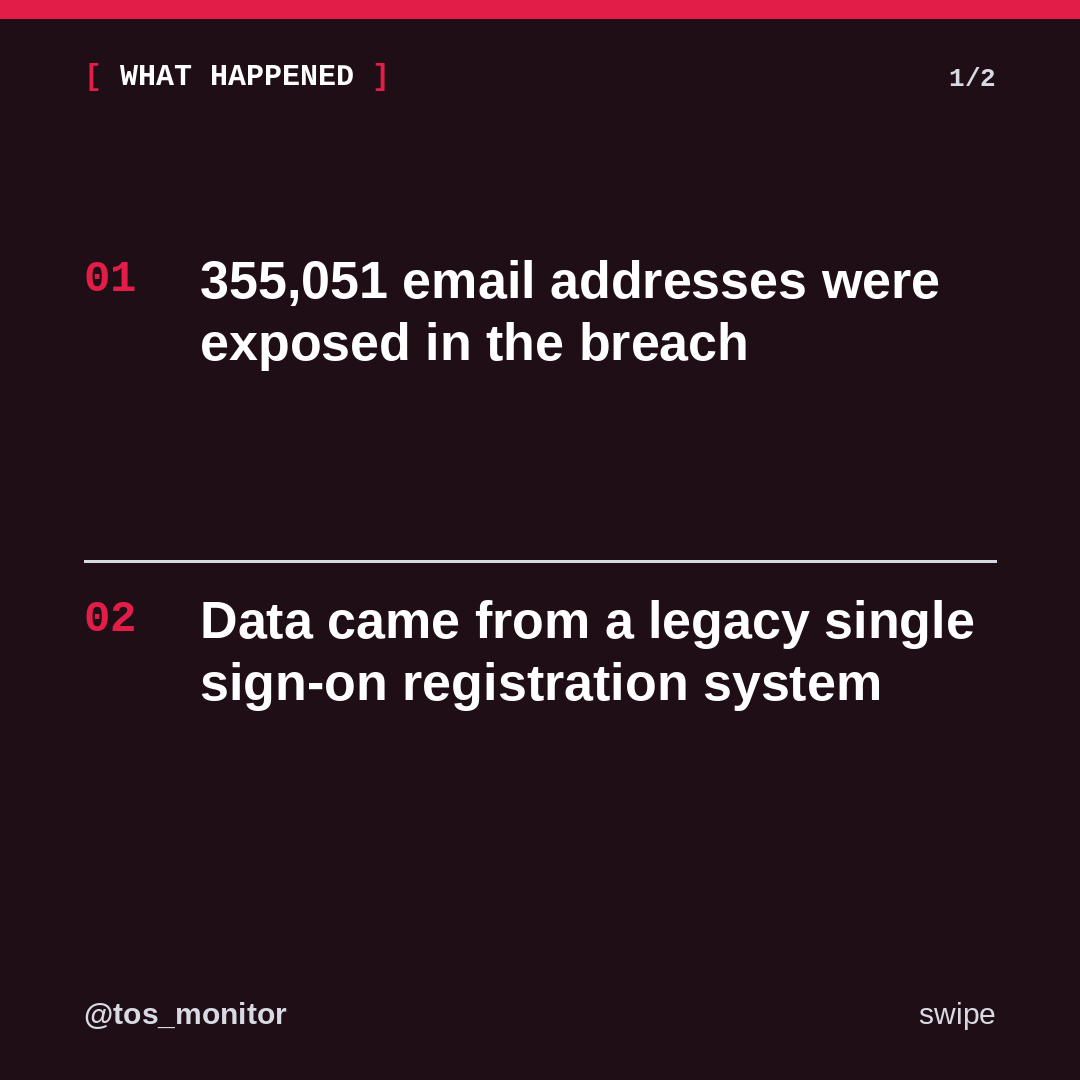 [ WHAT HAPPENED ]
1/2
01
355,051 email addresses were
exposed in the breach
02
Data came from a legacy single
sign-on registration system
@tos_monitor
swipe